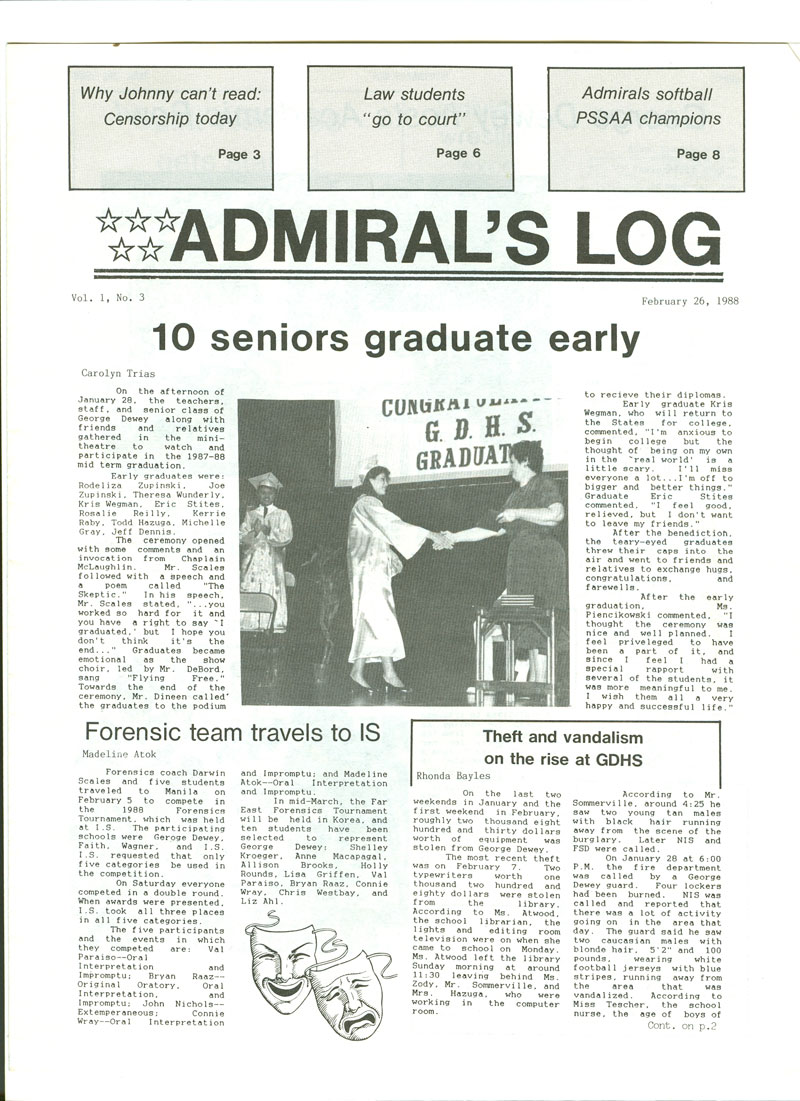 Why Johnny can't read:
Censorship today
Page 3
Law students
"go to court"
Page 6
Admirals softball
PSSAA champions
Page 8
ADMIRAL'S LOG
Vol. 1, No. 3
February 26, 1988
10 seniors graduate early
Carolyn Trias
On the afternoon of
January 28, the teachers,
staff, and senior class of
George Dewey along with
friends and relatives
gathered in the mini-
theatre to watch and
participate in the 1987-88
mid term graduation.
Early graduates were:
Rodeliza Zupinski, Joe
Zupinski, Theresa Wunderly,
Kris Wegman, Eric Stites,
Rosalie Reilly, Kerrie
Raby, Todd Hazuga, Michelle
Gray, Jeff Dennis.
The ceremony opened
with some comments and an
invocation from Chaplain
McLaughlin. Mr. Scales
followed with a speech and
a poem called "The
Skeptic." In his speech,
Mr. Scales stated, "...you
worked so hard for it and
you have a right to say `I
graduated,' but I hope you
don't think it's the
end..." Graduates became
emotional as the show
choir, led by Mr. DeBord,
sang "Flying Free."
Towards the end of the
ceremony, Mr. Dineen called
the graduates to the podium
CONGRATULATI
G. D. H. S.
GRADUAT
to recieve their diplomas.
Early graduate Kris
Wegman, who will return to
the States for college,
commented, "I'm anxious to
begin college but the
thought of being on my own
in the `real world' is a
little scary. I'll miss
everyone a lot...I'm off to
bigger and better things."
Graduate Eric Stites
commented, "I feel good,
relieved, but I don't want
to leave my friends."
After the benediction,
the teary-eyed graduates
threw their caps into the
air and went to friends and
relatives to exchange hugs,
congratulations, and
farewells.
After the early
graduation, Ms.
Piencikowski commented, "I
thought the ceremony was
nice and well planned. I
feel priveleged to have
been a part of it, and
since I feel I had a
special rapport with
several of the students, it
was more meaningful to me.
I wish them all a very
happy and successful life."
Forensic team travels to IS
Madeline Atok
Forensics coach Darwin
Scales and five students
traveled to Manila on
February 5 to compete in
the 1988 Forensics
Tournament, which was held
at I.S. The participating
schools were Geroge Dewey,
Faith, Wagner, and I.S.
I.S. requested that only
five categories be used in
the competition.
On Saturday everyone
competed in a double round.
When awards were presented,
I.S. took all three places
in all five categories.
The five participants
and the events in which
they competed are: Val
Paraiso--Oral
Interpretation and
Impromptu; Bryan Raaz--
Original Oratory, Oral
Interpretation, and
Impromptu; John Nichols--
Extemperaneous; Connie
Wray--Oral Interpretation
and Impromptu; and Madeline
Atok--Oral Interpretation
and Impromptu.
In mid-March, the Far
East Forensics Tournament
will be held in Korea, and
ten students have been
selected to represent
George Dewey: Shelley
Kroeger, Anne Macapagal,
Allison Brooks, Holly
Rounds, Lisa Griffen, Val
Paraiso, Bryan Raaz, Connie
Wray, Chris Westbay, and
Liz Ahl.
Theft and vandalism
on the rise at GDHS
Rhonda Bayles
On the last two
weekends in January and the
first weekend in February,
roughly two thousand eight
hundred and thirty dollars
worth of equipment was
stolen from George Dewey.
The most recent theft
was on February 7. Two
typewriters worth one
thousand two hundred and
eighty dollars were stolen
from the library.
According to Ms. Atwood,
the school librarian, the
lights and editing room
television were on when she
came to school on Monday.
Ms. Atwood left the library
Sunday morning at around
11:30 leaving behind Ms.
Zody, Mr. Sommerville, and
Mrs. Hazuga, who were
working in the computer
room.
According to Mr.
Sommerville, around 4:25 he
saw two young tan males
with black hair running
away from the scene of the
burglary. Later NIS and
FSD were called.
On January 28 at 6:00
P.M. the fire department
was called by a George
Dewey guard. Four lockers
had been burned. NIS was
called and reported that
there was a lot of activity
going on in the area that
day. The guard said he saw
two caucasian males with
blonde hair, 5'2" and 100
pounds, wearing white
football jerseys with blue
stripes, running away from
the area that was
vandalized. According to
Miss Tescher, the school
nurse, the age of boys of
Cont. on p.2